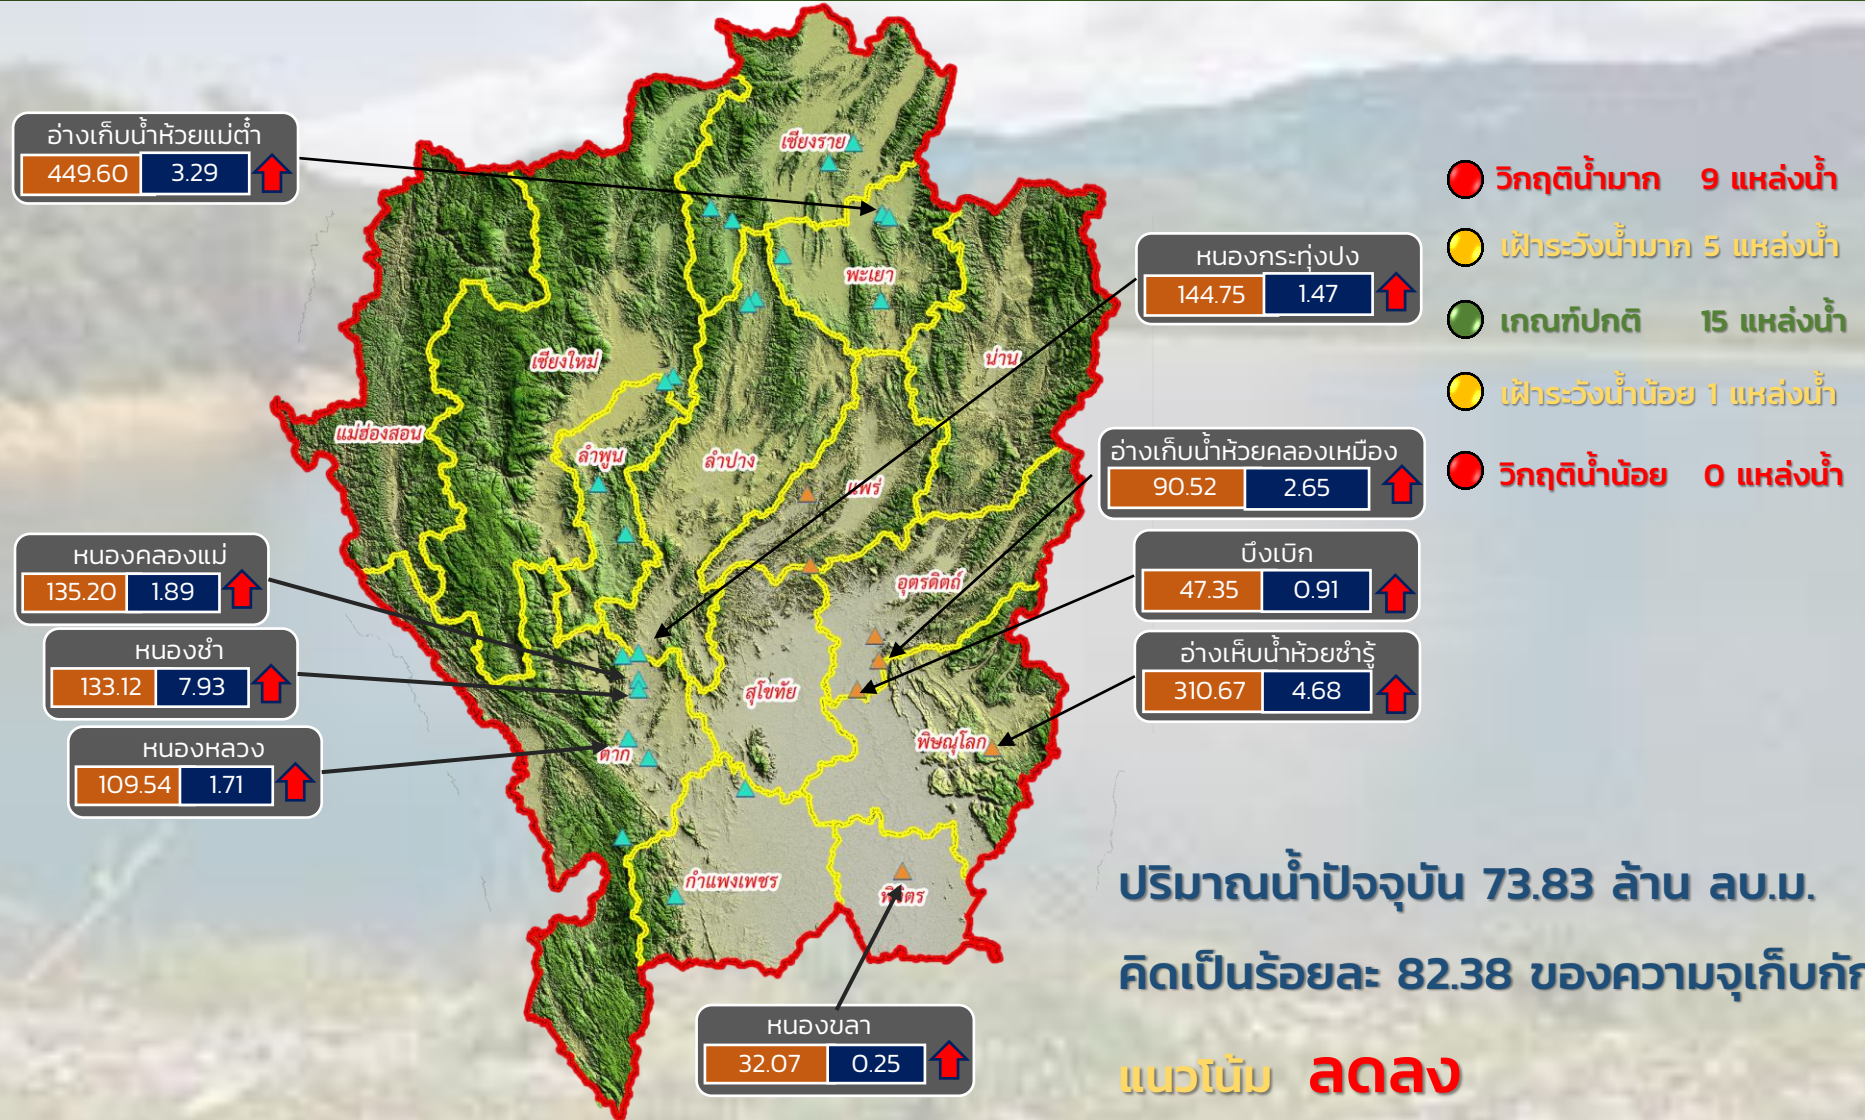 อ่างเก็บน้ำห้วยแม่ต๋ำ
449.60 3.29
เชียงราย
วิกฤติน้ำมาก 9 แหล่งน้ำ
เฝ้าระวังน้ำมาก 5 แหล่งน้ำ
หนองกระทุ่งปง
144.75 1.47
พะเยา
เกณฑ์ปกติ 15 แหล่งน้ำ
เชียงใหม่
น่าน
เฝ้าระวังน้ำน้อย 1 แหล่งน้ำ
แม่ฮ่องสอน
ลำพูน
ลำปาง
แพร่
อ่างเก็บน้ำห้วยคลองเหมือง
90.52 2.65
วิกฤติน้ำน้อย 0 แหล่งน้ำ
หนองคลองแม่
135.20 1.89
อุตรดิตถ์
บึงเบิก
47.35 0.91
หนองชำ
133.12 7.93
สุโขทัย
อ่างเห็บน้ำห้วยซำรู้
310.67 4.68
หนองหลวง
109.54 1.71
ตาก
พิษณุโลก
กำแพงเพชร
ปริมาณน้ำปัจจุบัน 73.83 ล้าน ลบ.ม.
คิดเป็นร้อยละ 82.38 ของความจุเก็บกัก
หนองขลา
32.07 0.25
แนวโน้ม ลดลง